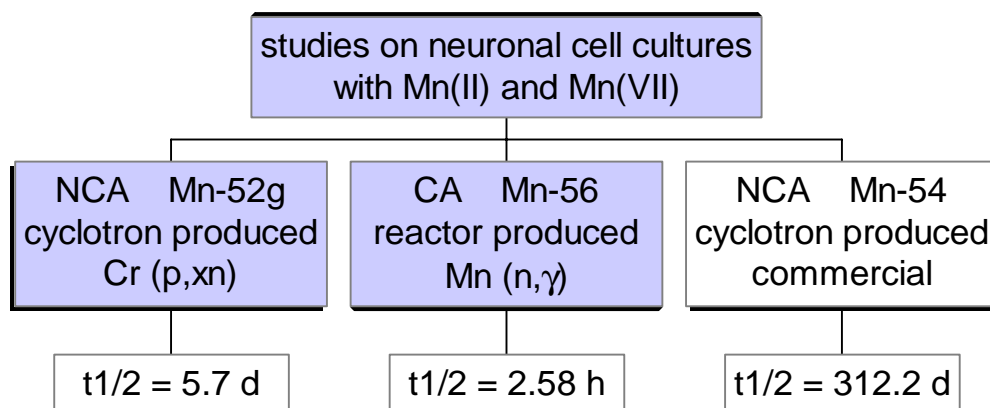 studies on neuronal cell cultures
with Mn(II) and Mn(VII)
NCA Mn-52g
cyclotron produced
Cr (p,xn)
CA Mn-56
reactor produced
Mn (n,γ)
NCA Mn-54
cyclotron produced
commercial
t1/2 = 5.7 d
t1/2 = 2.58 h
t1/2 = 312.2 d